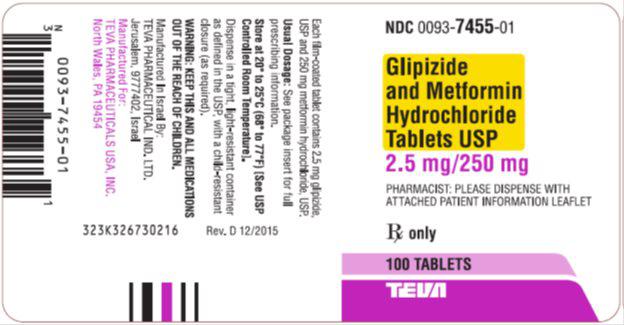 Each film-coated tablet contains 2.5 mg glipizide,
USP and 250 mg metformin hydrochloride, USP.
Usual Dosage: See package insert for full
prescribing information.
Store at 20° to 25°C (68° to 77°F) [See USP
Controlled Room Temperature].
Dispense in a tight, light-resistant container
as defined in the USP, with a child-resistant
closure (as required).
WARNING: KEEP THIS AND ALL MEDICATIONS
OUT OF THE REACH OF CHILDREN.
Manufactured In Israel By:
TEVA PHARMACEUTICAL IND. LTD.
Jerusalem, 9777402, Israel
Manufactured For:
TEVA PHARMACEUTICALS USA, INC.
North Wales, PA 19454
N
3 0093-7455-01 1
323K326730216
Rev. D 12/2015
NDC 0093-7455-01
Glipizide
and Metformin
Hydrochloride
Tablets USP
2.5 mg/250 mg
PHARMACIST: PLEASE DISPENSE WITH
ATTACHED PATIENT INFORMATION LEAFLET
℞ only
100 TABLETS
TEVA